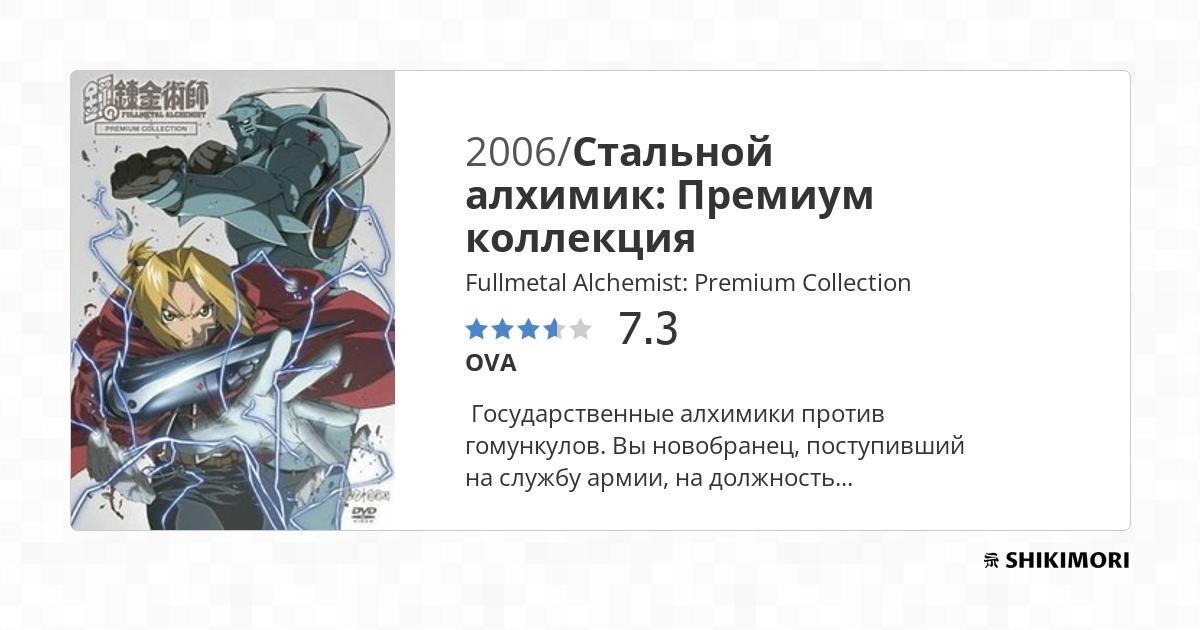 鋼の錬金術師
FULLMETAL ALCHEMIST
PREMIUM COLLECTION
DVD
VIDEO
2006/Стальной
алхимик: Премиум
коллекция
Fullmetal Alchemist: Premium Collection
7.3
OVA
Государственные алхимики против
гомункулов. Вы новобранец, поступивший
на службу армии, на должность...
SHIKIMORI